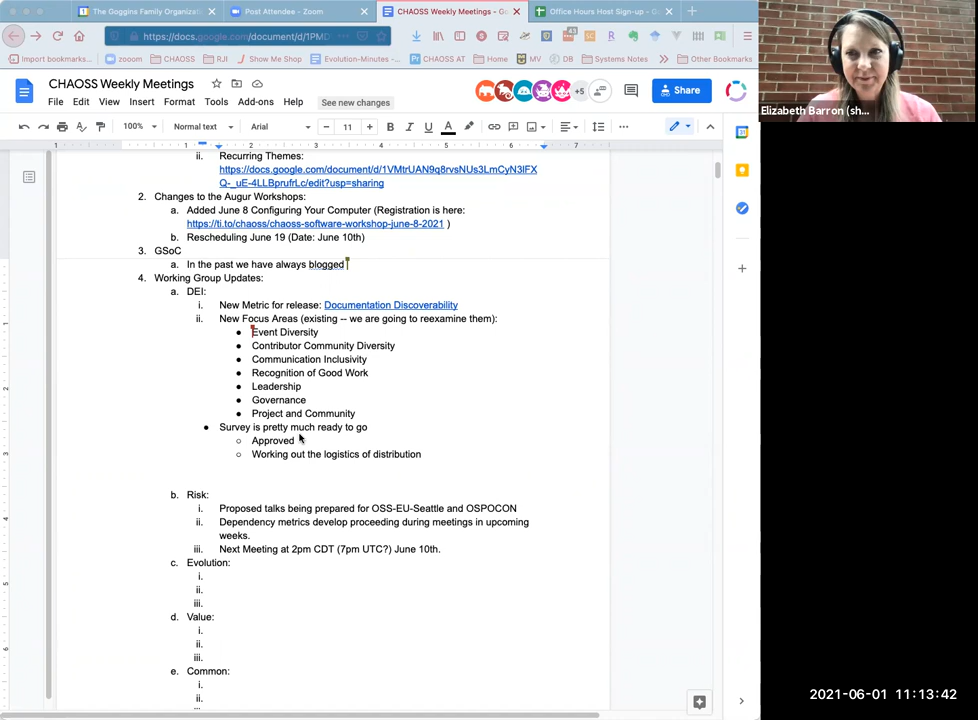 The Goggins Family Organizat
Post Attendee - Zoom
CHAOSS Weekly Meetings - Go
Office Hours Host Sign-up - G
https://docs.google.com/document/d/1PMD
Import bookmarks...
zooom
CHAOSS
RJI
Show Me Shop
Evolution-Minutes -...
CHAOSS AT
Home
MV
DB
Systems Notes
Other Bookmarks
CHAOSS Weekly Meetings
File Edit View Insert Format Tools Add-ons Help
See new changes
+5
Share
100%
Normal text
Arial
11
B I U A
1 1 2 3 4 5 6 7
ii. Recurring Themes:
https://docs.google.com/document/d/1VMtrUAN9q8rvsNUs3LmCyN3lFX
Q-_uE-4LLBprufrLc/edit?usp=sharing
2. Changes to the Augur Workshops:
a. Added June 8 Configuring Your Computer (Registration is here:
https://ti.to/chaoss/chaoss-software-workshop-june-8-2021 )
b. Rescheduling June 19 (Date: June 10th)
3. GSoC
a. In the past we have always blogged
4. Working Group Updates:
a. DEI:
i. New Metric for release: Documentation Discoverability
ii. New Focus Areas (existing -- we are going to reexamine them):
● Event Diversity
● Contributor Community Diversity
● Communication Inclusivity
● Recognition of Good Work
● Leadership
● Governance
● Project and Community
● Survey is pretty much ready to go
○ Approved
○ Working out the logistics of distribution
b. Risk:
i. Proposed talks being prepared for OSS-EU-Seattle and OSPOCON
ii. Dependency metrics develop proceeding during meetings in upcoming
weeks.
iii. Next Meeting at 2pm CDT (7pm UTC?) June 10th.
c. Evolution:
i.
ii.
iii.
d. Value:
i.
ii.
iii.
e. Common:
i.
ii.
Elizabeth Barron (sh...
2021-06-01 11:13:42